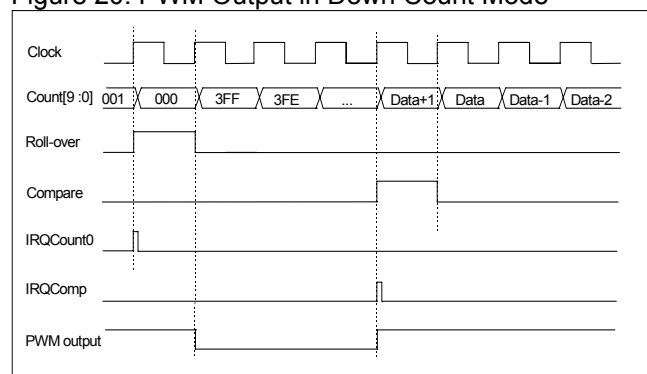 Figure 20. PWM Output in Down Count Mode
Clock
Count[9 :0] 001 000 3FF 3FE ... Data+1 Data Data-1 Data-2
Roll-over
Compare
IRQCount0
IRQComp
PWM output